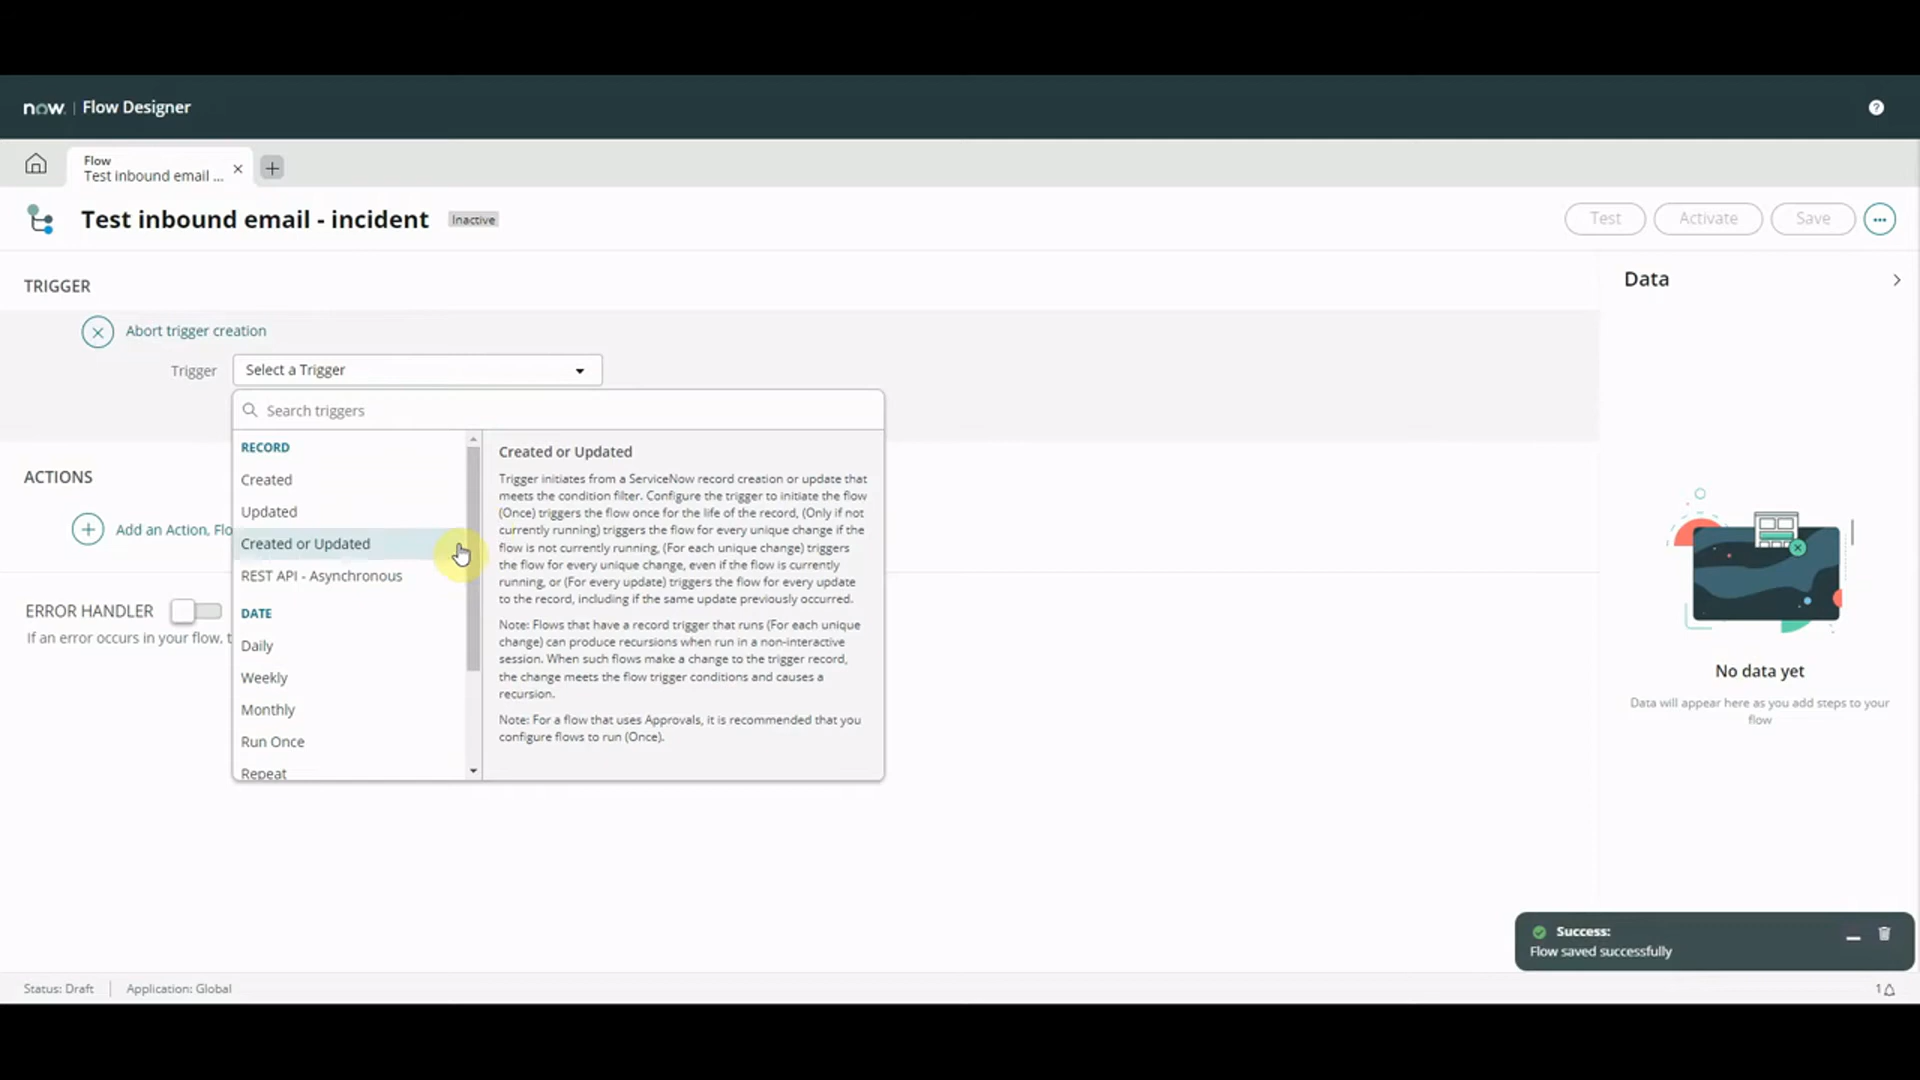 now. | Flow Designer
Flow
Test inbound email ...
Test inbound email - incident
Inactive
Test
Activate
Save
TRIGGER
Abort trigger creation
Trigger
Select a Trigger
Search triggers
RECORD
Created
Updated
Created or Updated
REST API - Asynchronous
DATE
Daily
Weekly
Monthly
Run Once
Repeat
Created or Updated
Trigger initiates from a ServiceNow record creation or update that
meets the condition filter. Configure the trigger to initiate the flow
(Once) triggers the flow once for the life of the record, (Only if not
currently running) triggers the flow for every unique change if the
flow is not currently running, (For each unique change) triggers
the flow for every unique change, even if the flow is currently
running, or (For every update) triggers the flow for every update
to the record, including if the same update previously occurred.
Note: Flows that have a record trigger that runs (For each unique
change) can produce recursions when run in a non-interactive
session. When such flows make a change to the trigger record,
the change meets the flow trigger conditions and causes a
recursion.
Note: For a flow that uses Approvals, it is recommended that you
configure flows to run (Once).
ACTIONS
Add an Action, Flo
ERROR HANDLER
If an error occurs in your flow, t
Data
No data yet
Data will appear here as you add steps to your
flow
Success:
Flow saved successfully
Status: Draft
Application: Global
1